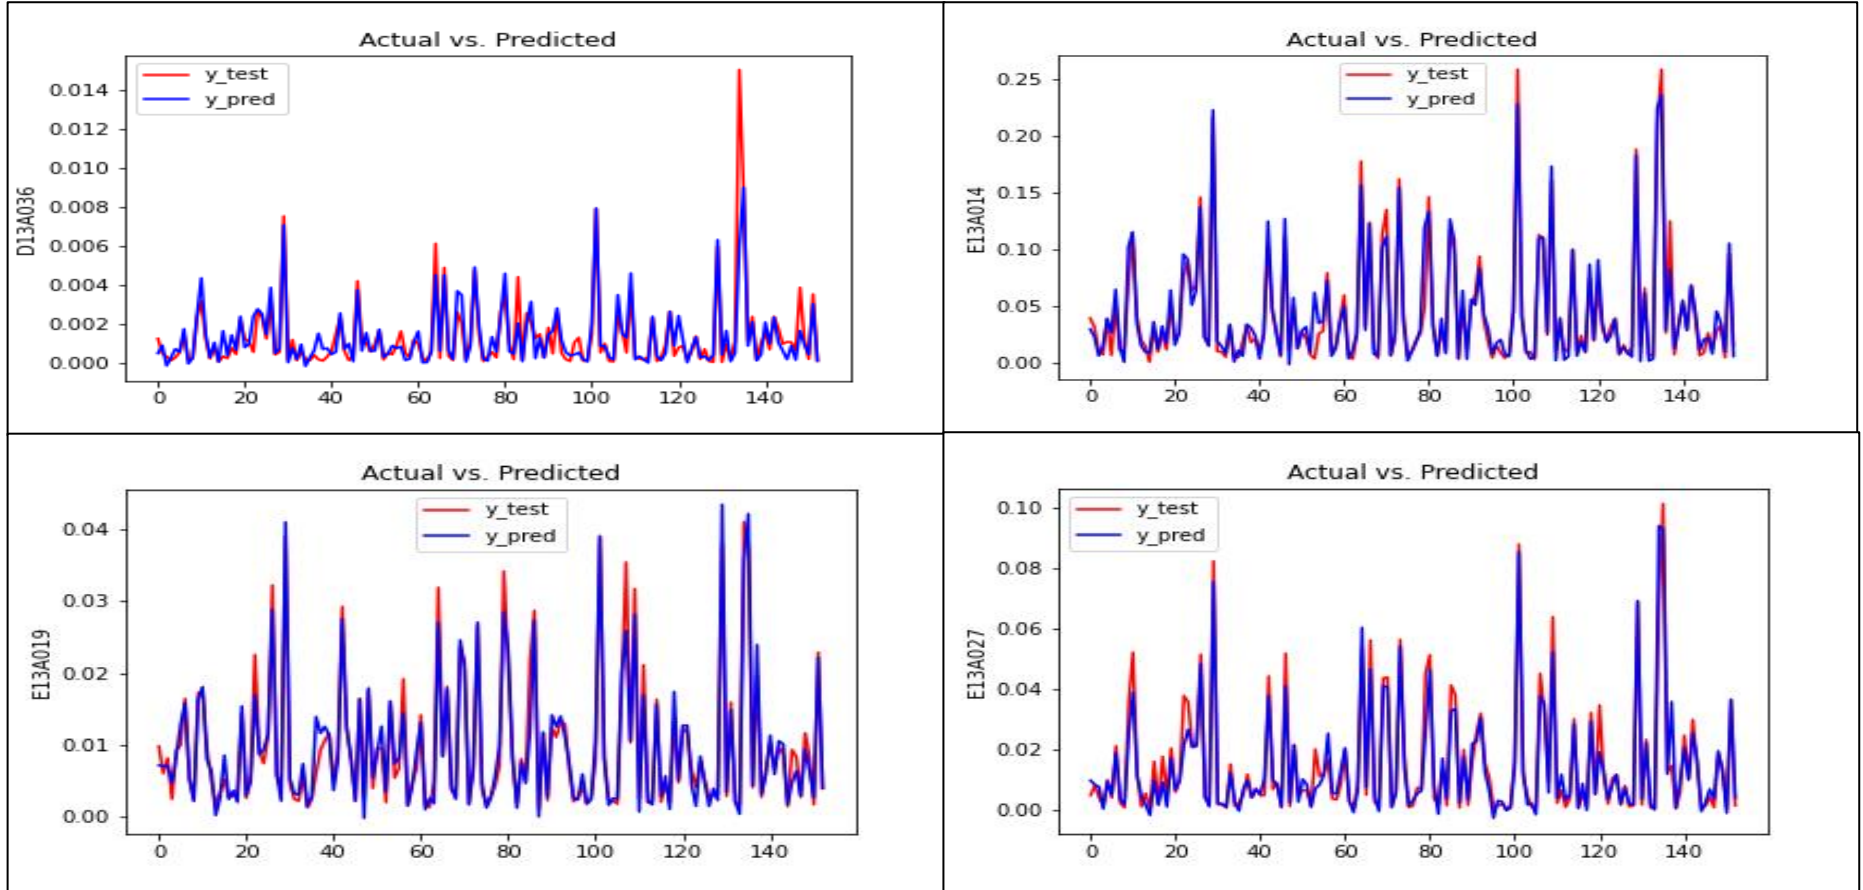 Actual vs. Predicted
y_test
y_pred
0.014
0.012
0.010
0.008
0.006
0.004
0.002
0.000
D13A036
0 20 40 60 80 100 120 140
Actual vs. Predicted
y_test
y_pred
0.25
0.20
0.15
0.10
0.05
0.00
E13A014
0 20 40 60 80 100 120 140
Actual vs. Predicted
y_test
y_pred
0.04
0.03
0.02
0.01
0.00
E13A019
0 20 40 60 80 100 120 140
Actual vs. Predicted
y_test
y_pred
0.10
0.08
0.06
0.04
0.02
0.00
E13A027
0 20 40 60 80 100 120 140